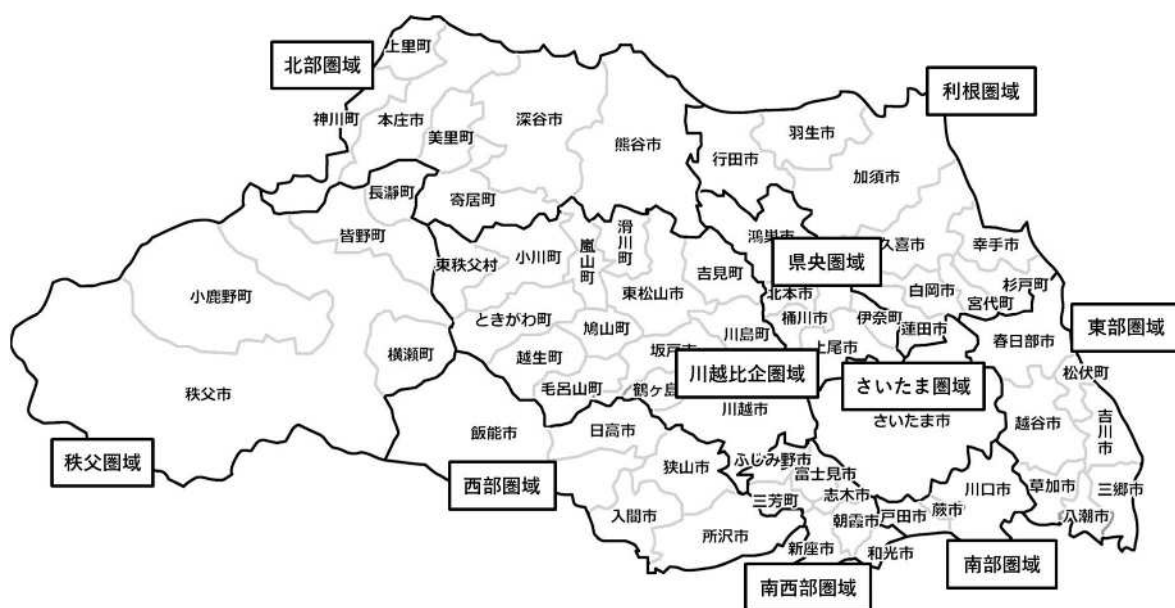 上里町
北部圏域
利根圏域
神川町
本庄市
美里町
深谷市
熊谷市
行田市
羽生市
加須市
長瀞町
寄居町
皆野町
鴻巣市
久喜市
幸手市
県央圏域
東秩父村
小川町
嵐山町
滑川町
吉見町
東松山市
北本市
白岡市
杉戸町
宮代町
小鹿野町
ときがわ町
鳩山町
川島町
桶川市
伊奈町
蓮田市
東部圏域
春日部市
横瀬町
越生町
坂戸市
上尾市
川越比企圏域
さいたま圏域
松伏町
秩父市
毛呂山町
鶴ヶ島
川越市
さいたま市
越谷市
吉川市
飯能市
日高市
秩父圏域
西部圏域
狭山市
ふじみ野市
富士見市
三芳町
志木市
川口市
草加市
三郷市
入間市
所沢市
朝霞市
戸田市
蕨市
八潮市
新座市
和光市
南部圏域
南西部圏域